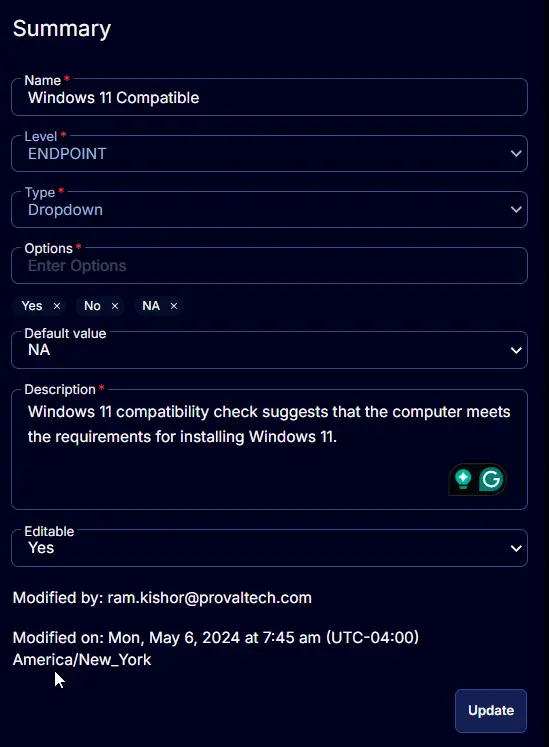 Summary
Name *
Windows 11 Compatible
Level *
ENDPOINT
Type *
Dropdown
Options *
Enter Options
Yes × No × NA ×
Default value
NA
Description *
Windows 11 compatibility check suggests that the computer meets
the requirements for installing Windows 11.
Editable
Yes
Modified by: ram.kishor@provaltech.com
Modified on: Mon, May 6, 2024 at 7:45 am (UTC-04:00)
America/New_York
Update